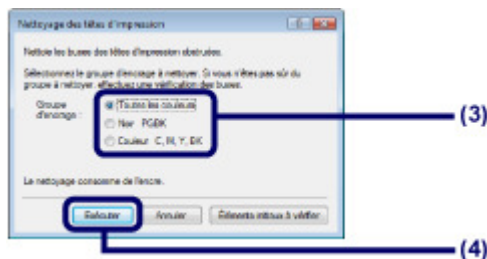 Nettoyage des têtes d'impression
Nettoie les buses des têtes d'impression obstruées.
Sélectionnez le groupe d'encrage à nettoyer. Si vous n'êtes pas sûr du
groupe à nettoyer, effectuez une vérification des buses.
Groupe
d'encrage :
Toutes les couleurs
Noir PGBK
Couleur C, M, Y, BK
(3)
Le nettoyage consomme de l'encre.
Exécuter
Annuler
Éléments initiaux à vérifier
(4)